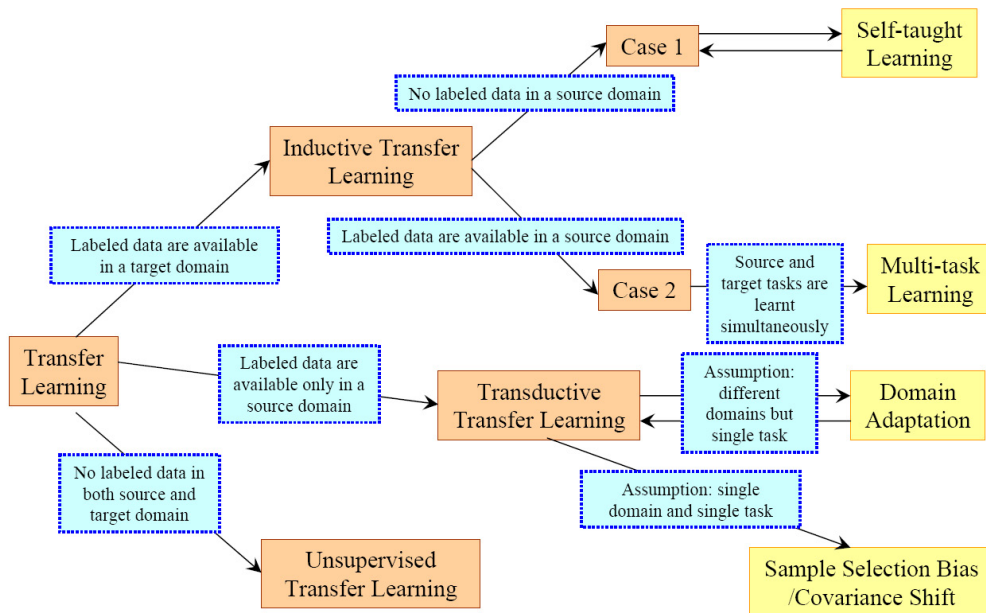 Case 1
Self-taught
Learning
No labeled data in a source domain
Inductive Transfer
Learning
Labeled data are available
in a target domain
Labeled data are available in a source domain
Case 2
Source and
target tasks are
learnt
simultaneously
Multi-task
Learning
Transfer
Learning
Labeled data are
available only in a
source domain
Transductive
Transfer Learning
Assumption:
different
domains but
single task
Domain
Adaptation
No labeled data in
both source and
target domain
Assumption: single
domain and single task
Unsupervised
Transfer Learning
Sample Selection Bias
/Covariance Shift